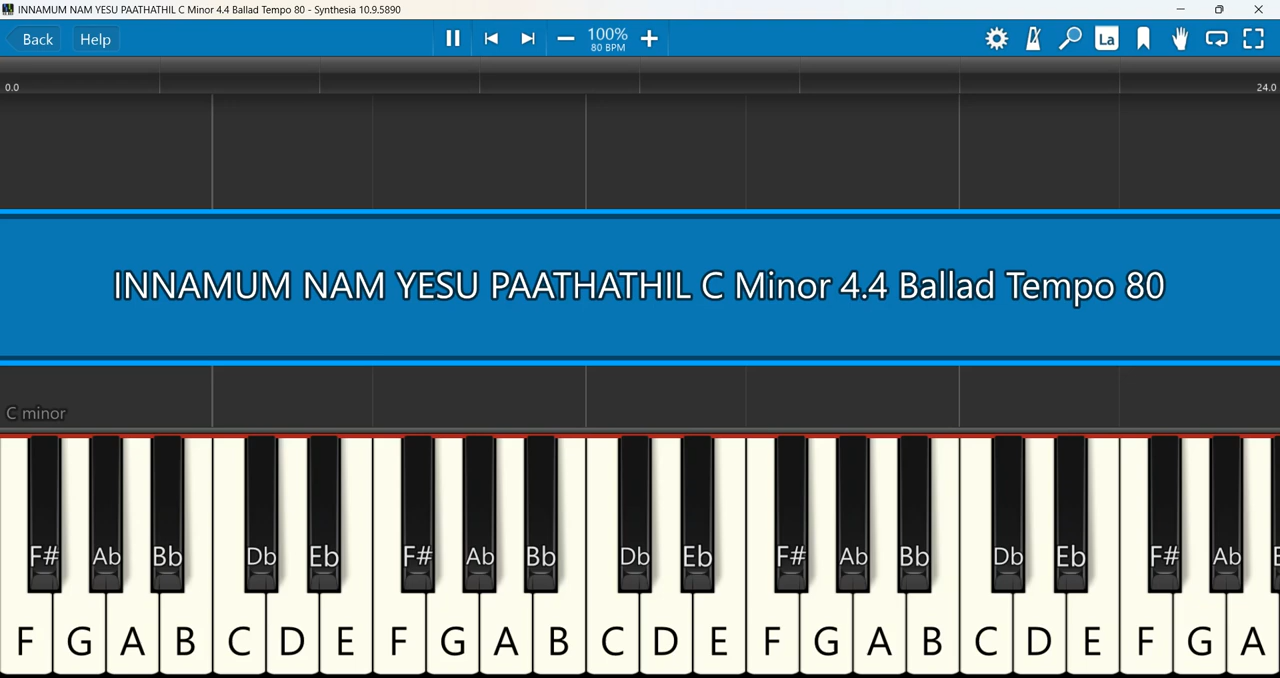 INNAMUM NAM YESU PAATHATHIL C Minor 4.4 Ballad Tempo 80 - Synthesia 10.9.5890
Back Help 100% La
80 BPM
0.0 24.0
INNAMUM NAM YESU PAATHATHIL C Minor 4.4 Ballad Tempo 80
C minor
F# Ab Bb Db Eb F# Ab Bb Db Eb F# Ab Bb Db Eb F# Ab
F G A B C D E F G A B C D E F G A B C D E F G A